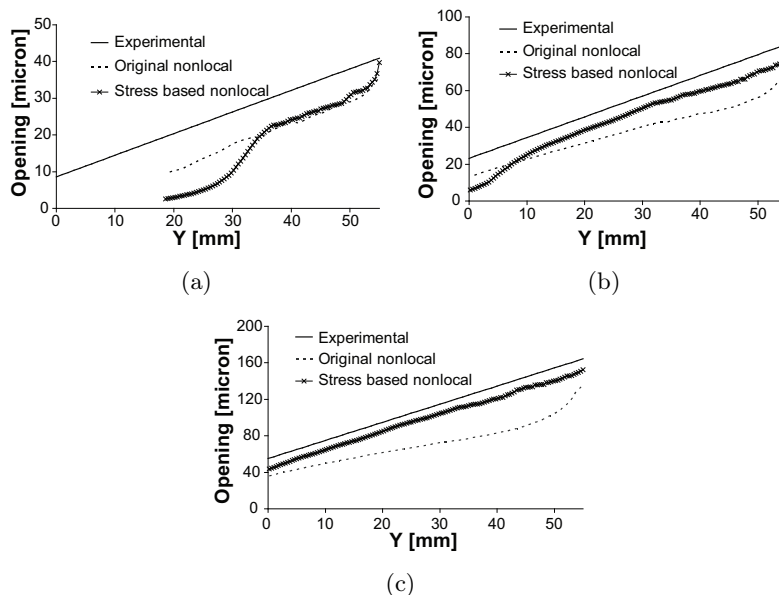 50
40
30
20
10
0
Opening [micron]
Experimental
Original nonlocal
Stress based nonlocal
0 10 20 30 40 50
Y [mm]
(a)
100
80
60
40
20
0
Opening [micron]
Experimental
Original nonlocal
Stress based nonlocal
0 10 20 30 40 50
Y [mm]
(b)
200
160
120
80
40
0
Opening [micron]
Experimental
Original nonlocal
Stress based nonlocal
0 10 20 30 40 50
Y [mm]
(c)